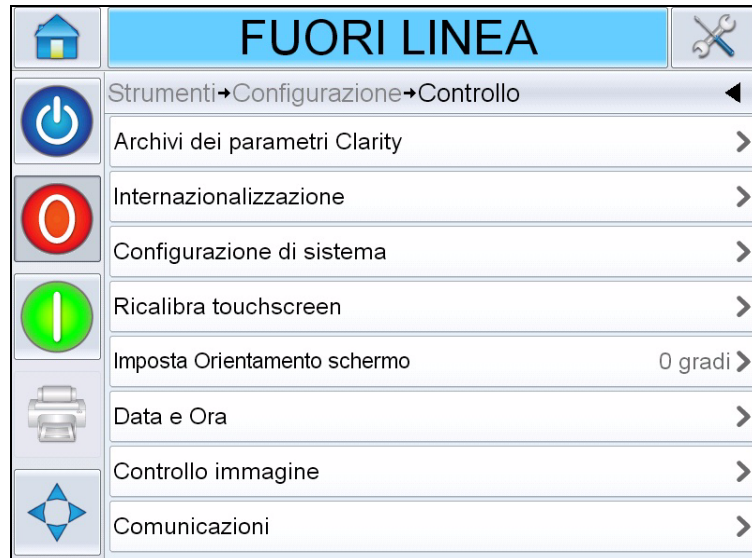 FUORI LINEA
Strumenti→Configurazione→Controllo
Archivi dei parametri Clarity
Internazionalizzazione
Configurazione di sistema
Ricalibra touchscreen
Imposta Orientamento schermo 0 gradi
Data e Ora
Controllo immagine
Comunicazioni